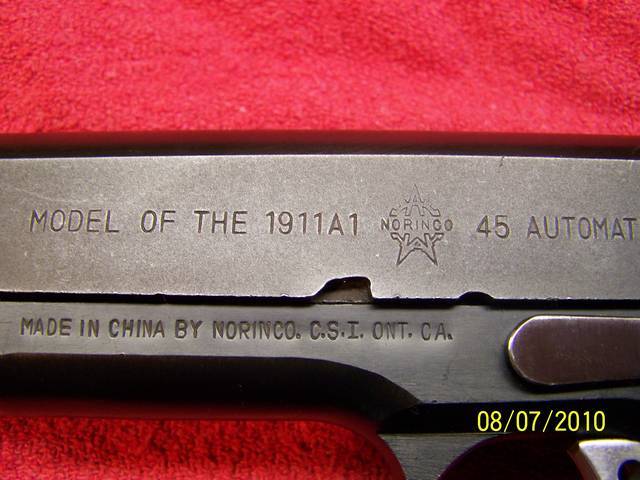 MODEL OF THE 1911A1 NORINCO 45 AUTOMAT
MADE IN CHINA BY NORINCO. C.S.I. ONT. CA.
08/07/2010